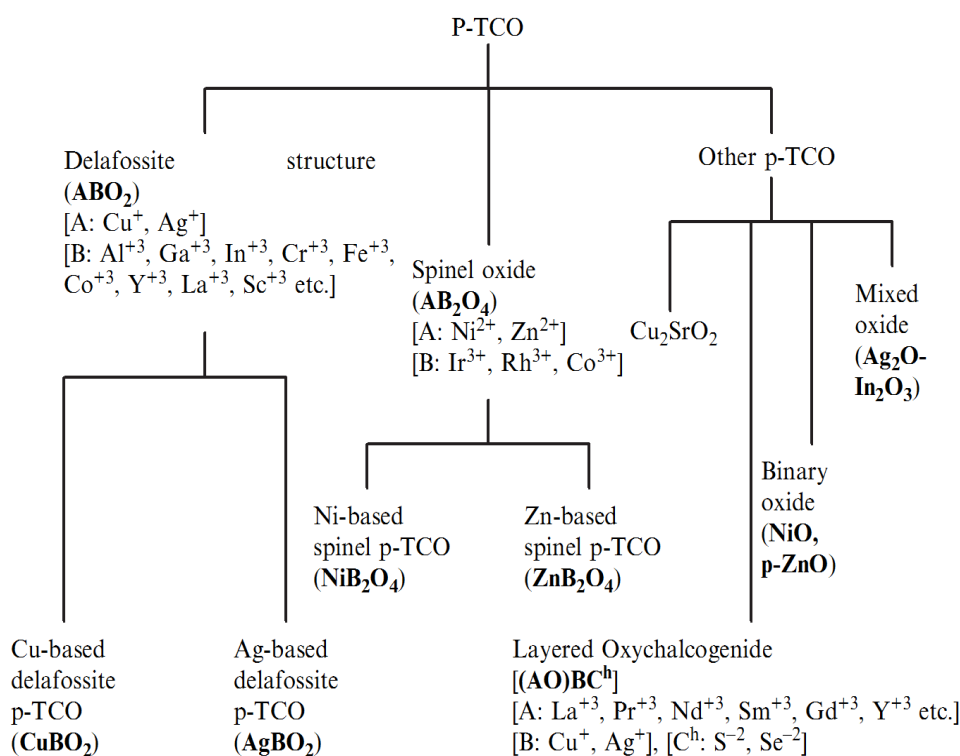 P-TCO
Delafossite structure
(ABO₂)
[A: Cu⁺, Ag⁺]
[B: Al⁺³, Ga⁺³, In⁺³, Cr⁺³, Fe⁺³,
Co⁺³, Y⁺³, La⁺³, Sc⁺³ etc.]
Spinel oxide
(AB₂O₄)
[A: Ni²⁺, Zn²⁺]
[B: Ir³⁺, Rh³⁺, Co³⁺]
Other p-TCO
Cu₂SrO₂
Mixed
oxide
(Ag₂O-
In₂O₃)
Binary
oxide
(NiO,
p-ZnO)
Ni-based
spinel p-TCO
(NiB₂O₄)
Zn-based
spinel p-TCO
(ZnB₂O₄)
Cu-based
delafossite
p-TCO
(CuBO₂)
Ag-based
delafossite
p-TCO
(AgBO₂)
Layered Oxychalcogenide
[(AO)BCʰ]
[A: La⁺³, Pr⁺³, Nd⁺³, Sm⁺³, Gd⁺³, Y⁺³ etc.]
[B: Cu⁺, Ag⁺], [Cʰ: S⁻², Se⁻²]